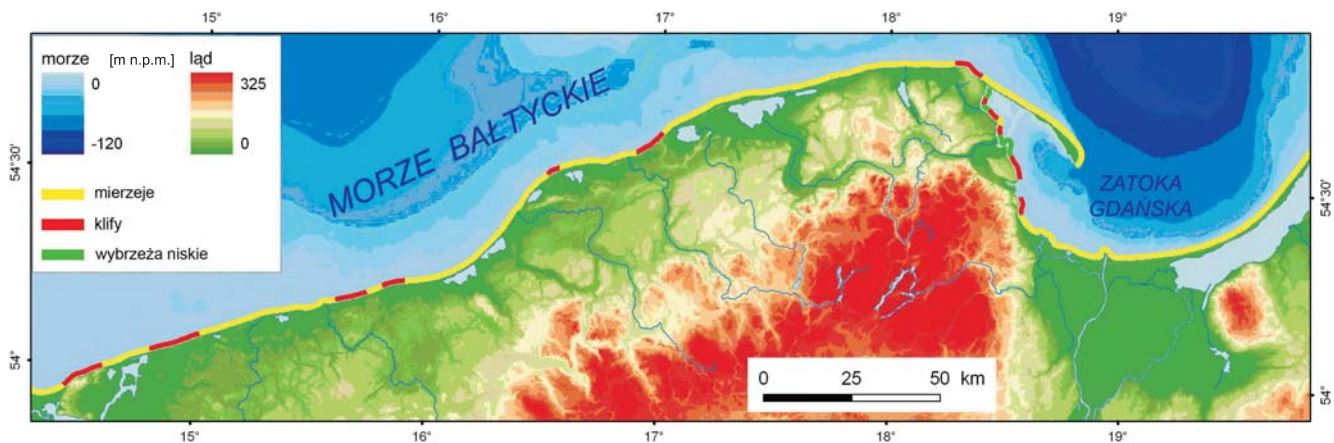 15° 16° 17° 18° 19°
morze [m n.p.m.] ląd
0 325
-120 0
mierzeje
klify
wybrzeża niskie
MORZE BAŁTYCKIE
ZATOKA
GDAŃSKA
54°30'
54°30'
54°
54°
0 25 50 km
15° 16° 17° 18° 19°